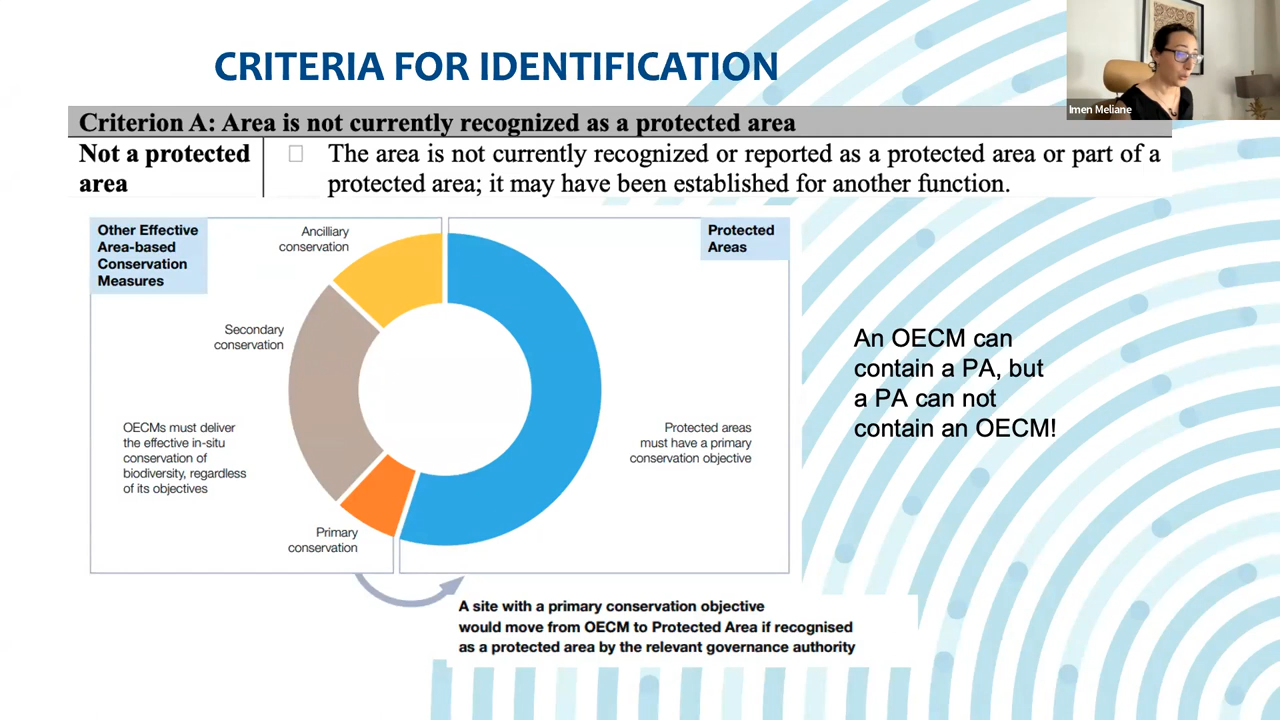 CRITERIA FOR IDENTIFICATION
Imen Meliane
Criterion A: Area is not currently recognized as a protected area
Not a protected
area
☐ The area is not currently recognized or reported as a protected area or part of a
protected area; it may have been established for another function.
Other Effective
Area-based
Conservation
Measures
Ancilliary
conservation
Protected
Areas
Secondary
conservation
An OECM can
contain a PA, but
a PA can not
contain an OECM!
OECMs must deliver
the effective in-situ
conservation of
biodiversity, regardless
of its objectives
Protected areas
must have a primary
conservation objective
Primary
conservation
A site with a primary conservation objective
would move from OECM to Protected Area if recognised
as a protected area by the relevant governance authority